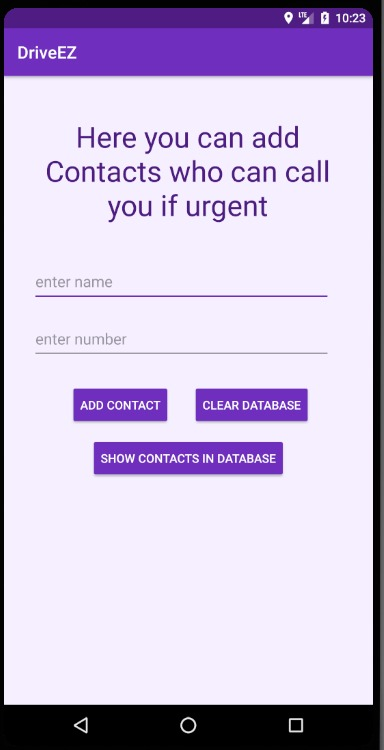 LTE 10:23
DriveEZ
Here you can add
Contacts who can call
you if urgent
enter name
enter number
ADD CONTACT CLEAR DATABASE
SHOW CONTACTS IN DATABASE